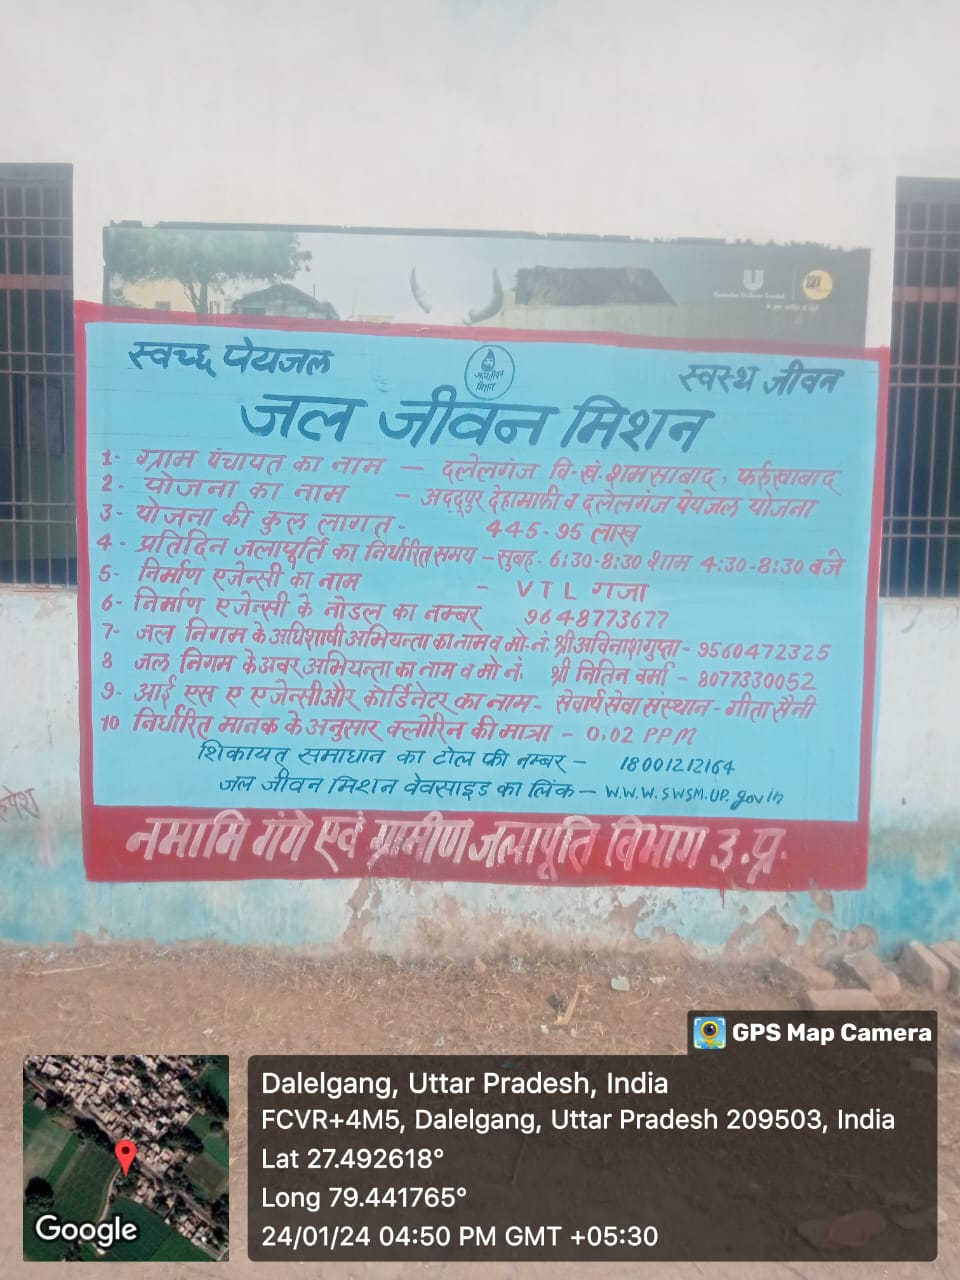 स्वच्छ पेयजल
जल जीवन मिशन
स्वस्थ जीवन
जल जीवन मिशन
1- ग्राम पंचायत का नाम — दलेलगंज वि-खं-शमसाबाद, फर्रुखाबाद
2- योजना का नाम - अददूपुर देहामाफी व दलेलगंज पेयजल योजना
3- योजना की कुल लागत- 445-95 लाख
4- प्रतिदिन जलापूर्ति का निर्धारित समय – सुबह- 6:30-8:30 शाम 4:30-8:30 बजे
5- निर्माण एजेन्सी का नाम - VTL गजा
6- निर्माण एजेन्सी के नोडल का नम्बर 9648773677
7- जल निगम के अधिशाषी अभियन्ता का नाम व मो.नं. श्री अविनाश गुप्ता - 9560472325
8 जल निगम के अवर अभियन्ता का नाम व मो नं. श्री नितिन वर्मा - 8077330052
9- आई एस ए एजेन्सी और कोर्डिनेटर का नाम- सेवार्थ सेवा संस्थान - गीता सैनी
10 निर्धारित मानक के अनुसार क्लोरिन की मात्रा - 0.02 PPM
शिकायत समाधान का टोल फ्री नम्बर – 18001212164
जल जीवन मिशन वेवसाइड का लिंक – W.W.W.SWSM.UP.gov in
नमामि गंगे एवं ग्रामीण जलापूर्ति विभाग उ.प्र.
GPS Map Camera
Dalelgang, Uttar Pradesh, India
FCVR+4M5, Dalelgang, Uttar Pradesh 209503, India
Lat 27.492618°
Long 79.441765°
24/01/24 04:50 PM GMT +05:30
Google